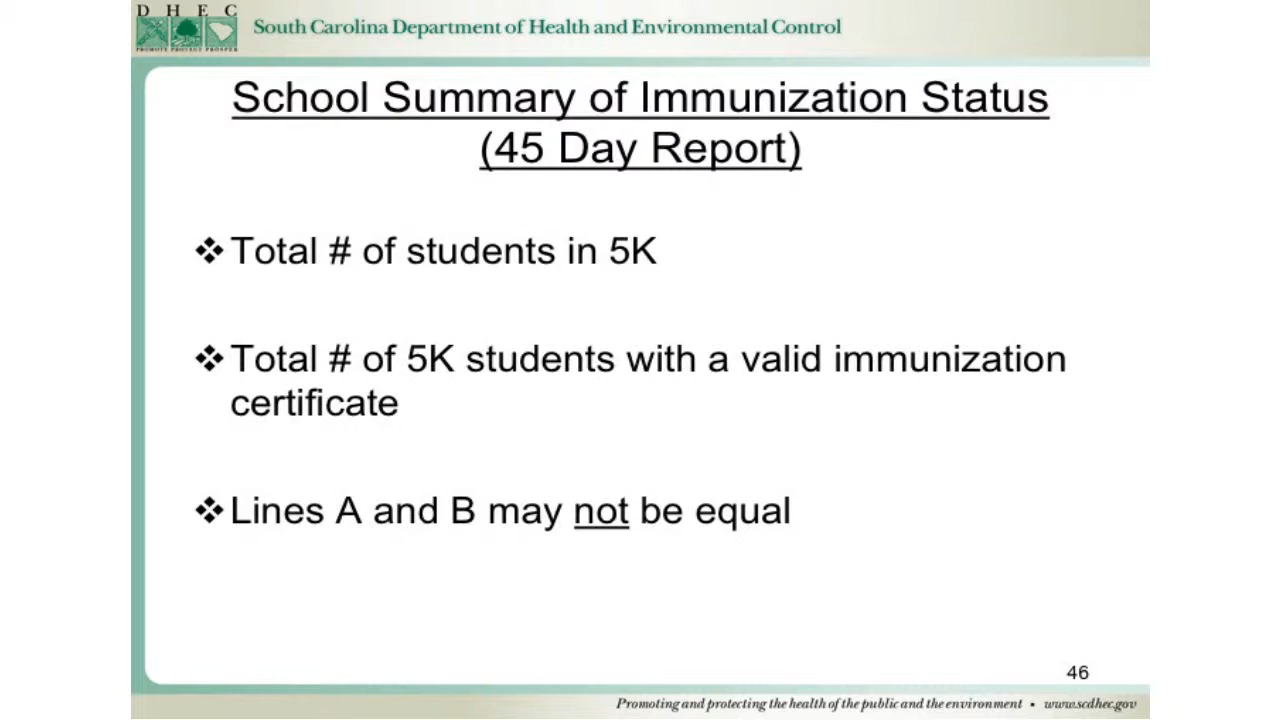 D H E C
PROMOTE PROTECT PROSPER
South Carolina Department of Health and Environmental Control
School Summary of Immunization Status
(45 Day Report)
❖Total # of students in 5K
❖Total # of 5K students with a valid immunization
certificate
❖Lines A and B may not be equal
46
Promoting and protecting the health of the public and the environment • www.scdhec.gov